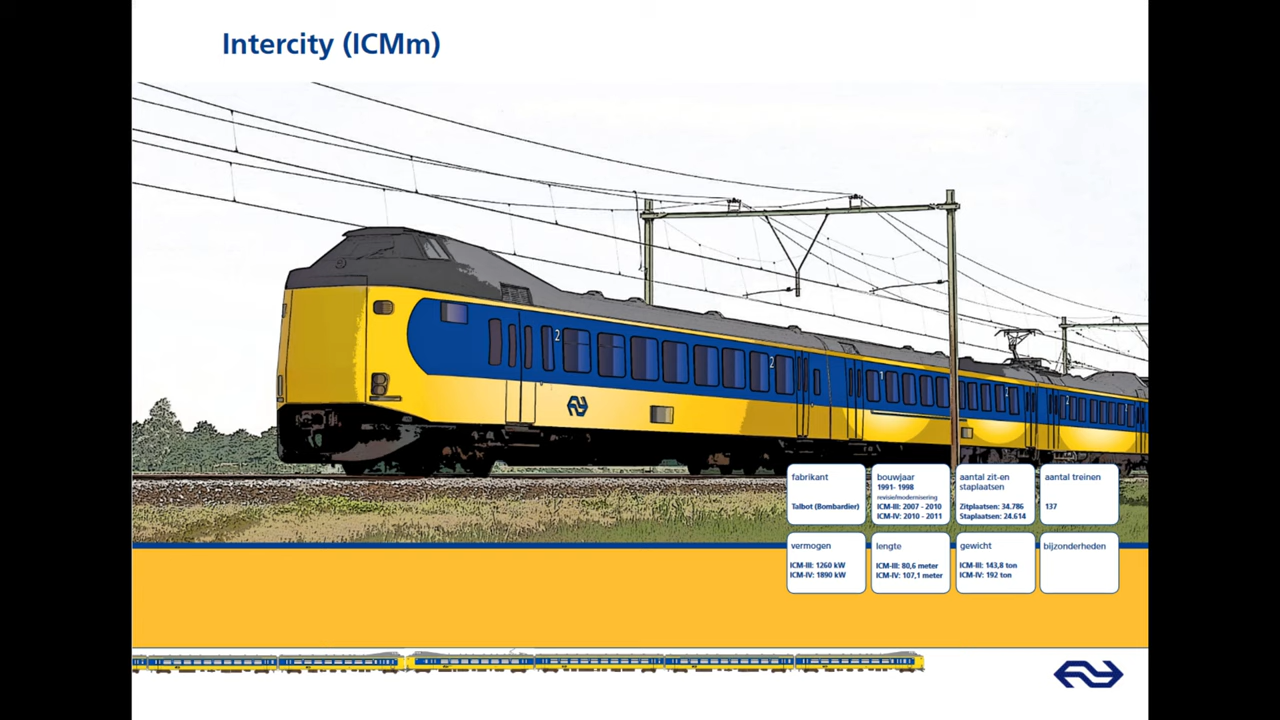 Intercity (ICMm)
2
2
2
2
2
fabrikant
Talbot (Bombardier)
bouwjaar
1991- 1998
revisie/modernisering
ICM-III: 2007 - 2010
ICM-IV: 2010 - 2011
aantal zit-en
staplaatsen
Zitplaatsen: 34.786
Staplaatsen: 24.614
aantal treinen
137
vermogen
ICM-III: 1260 kW
ICM-IV: 1890 kW
lengte
ICM-III: 80,6 meter
ICM-IV: 107,1 meter
gewicht
ICM-III: 143,8 ton
ICM-IV: 192 ton
bijzonderheden